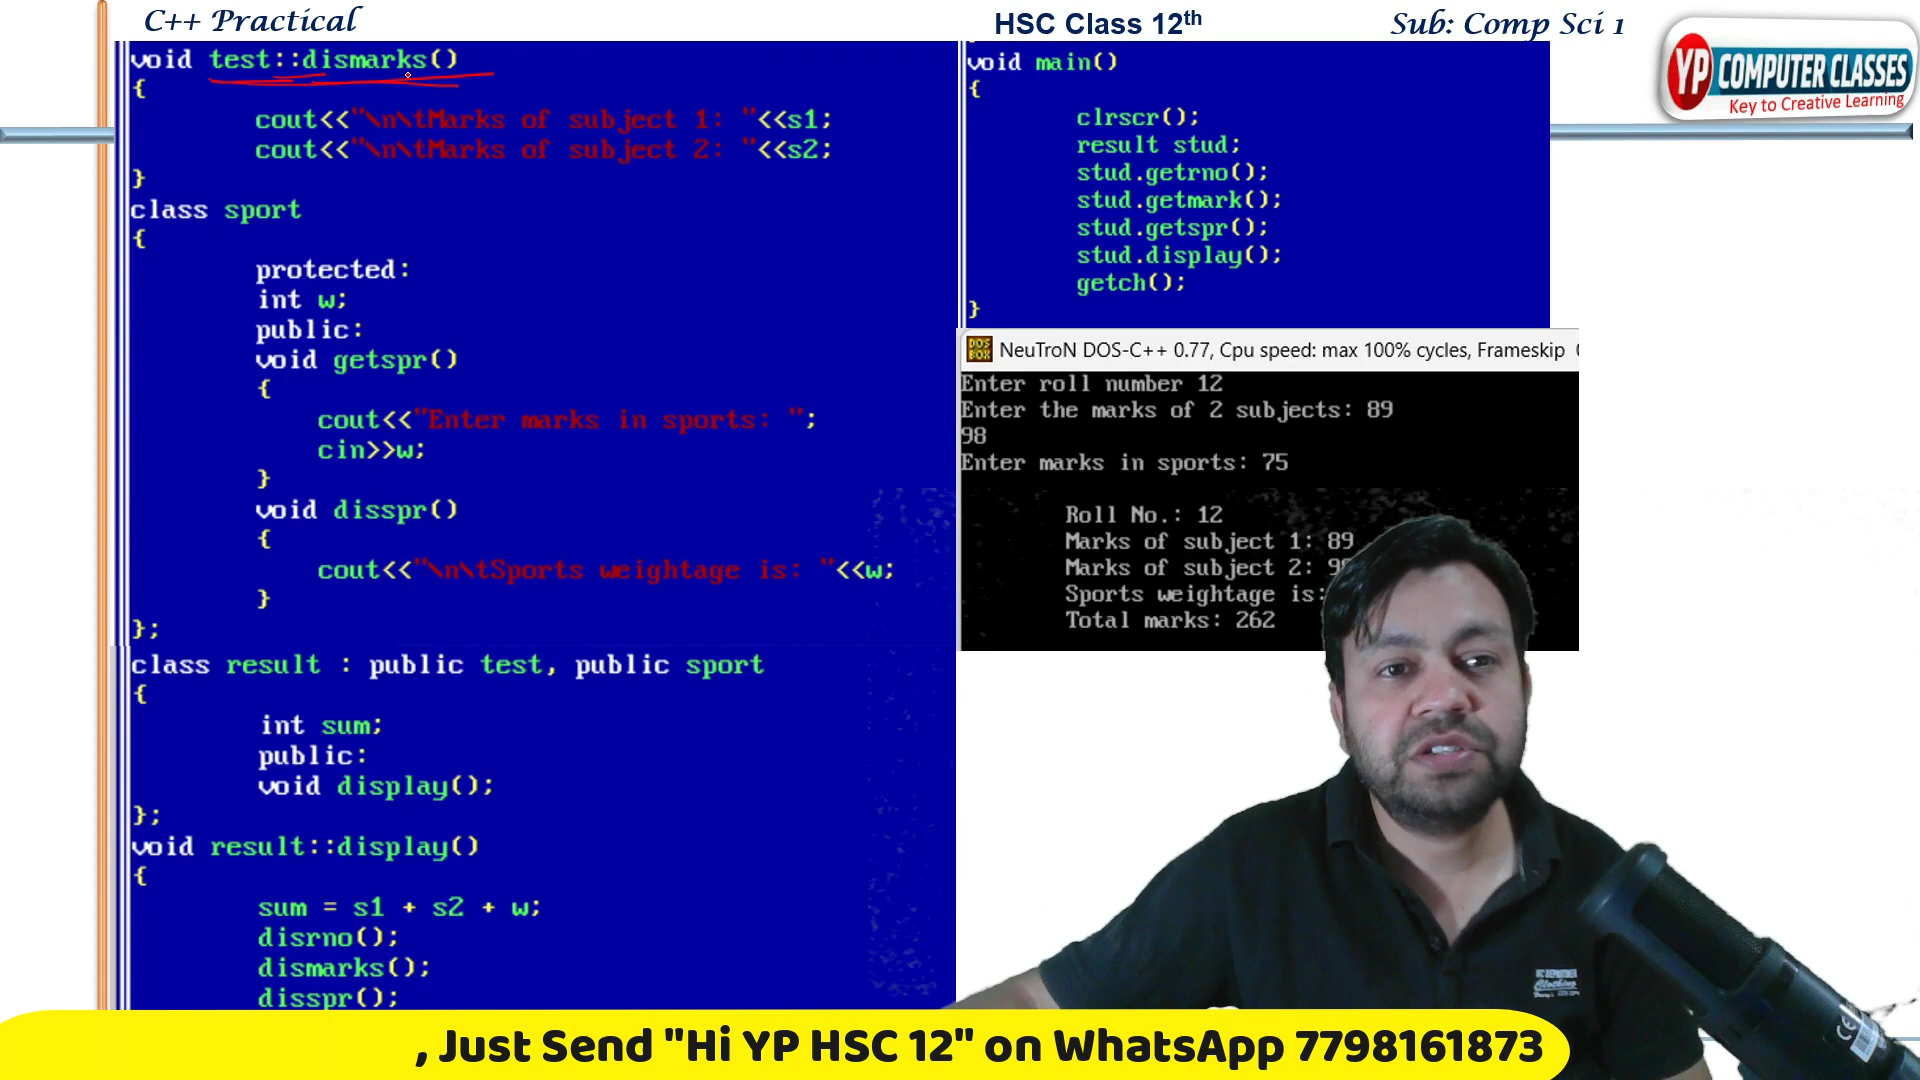 C++ Practical
HSC Class 12th
Sub: Comp Sci 1
YP COMPUTER CLASSES
Key to Creative Learning
void test::dismarks()
{
cout<<"\n\tMarks of subject 1: "<<s1;
cout<<"\n\tMarks of subject 2: "<<s2;
}
class sport
{
protected:
int w;
public:
void getspr()
{
cout<<"Enter marks in sports: ";
cin>>w;
}
void disspr()
{
cout<<"\n\tSports weightage is: "<<w;
}
};
class result : public test, public sport
{
int sum;
public:
void display();
};
void result::display()
{
sum = s1 + s2 + w;
disrno();
dismarks();
disspr();
void main()
{
clrscr();
result stud;
stud.getrno();
stud.getmark();
stud.getspr();
stud.display();
getch();
}
DOS BOX
NeuTroN DOS-C++ 0.77, Cpu speed: max 100% cycles, Frameskip
Enter roll number 12
Enter the marks of 2 subjects: 89
98
Enter marks in sports: 75
Roll No.: 12
Marks of subject 1: 89
Marks of subject 2: 98
Sports weightage is:
Total marks: 262
, Just Send "Hi YP HSC 12" on WhatsApp 7798161873